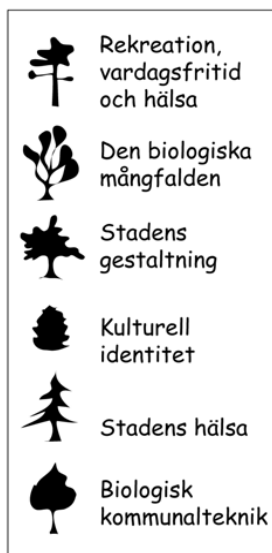 Rekreation,
vardagsfritid
och hälsa
Den biologiska
mångfalden
Stadens
gestaltning
Kulturell
identitet
Stadens hälsa
Biologisk
kommunalteknik